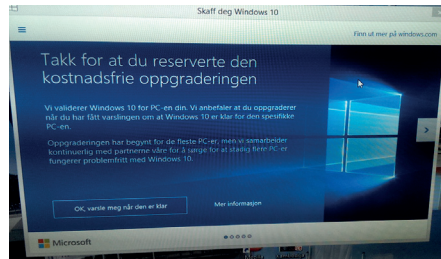 Skaff deg Windows 10
Finn ut mer på windows.com
Takk for at du reserverte den
kostnadsfrie oppgraderingen
Vi validerer Windows 10 for PC-en din. Vi anbefaler at du oppgraderer
når du har fått varslingen om at Windows 10 er klar for den spesifikke
PC-en.
Oppgraderingen har begynt for de fleste PC-er, men vi samarbeider
kontinuerlig med partnerne våre for å sørge for at stadig flere PC-er
fungerer problemfritt med Windows 10.
OK, varsle meg når den er klar
Mer informasjon
Microsoft